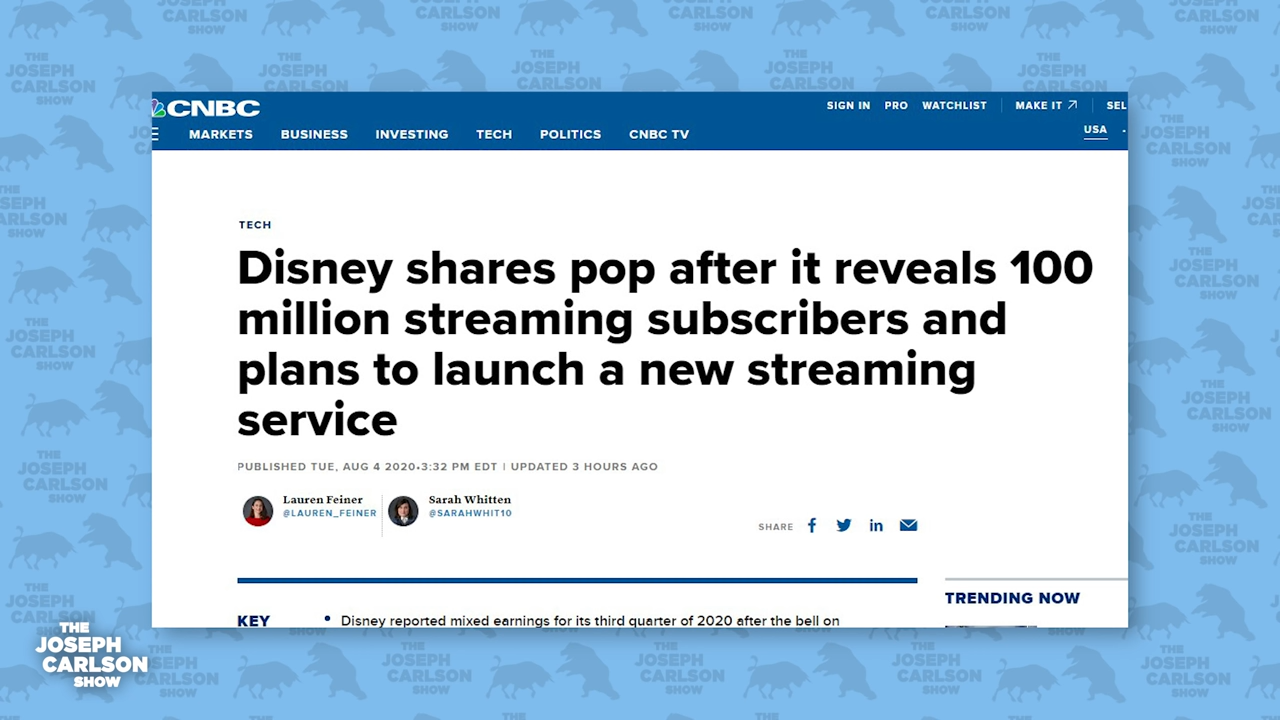 CNBC
SIGN IN PRO WATCHLIST MAKE IT SEL
MARKETS BUSINESS INVESTING TECH POLITICS CNBC TV
USA
TECH
Disney shares pop after it reveals 100
million streaming subscribers and
plans to launch a new streaming
service
PUBLISHED TUE, AUG 4 2020•3:32 PM EDT | UPDATED 3 HOURS AGO
Lauren Feiner
@LAUREN_FEINER
Sarah Whitten
@SARAHWHIT10
SHARE
TRENDING NOW
KEY
• Disney reported mixed earnings for its third quarter of 2020 after the bell on
THE
JOSEPH
CARLSON
SHOW